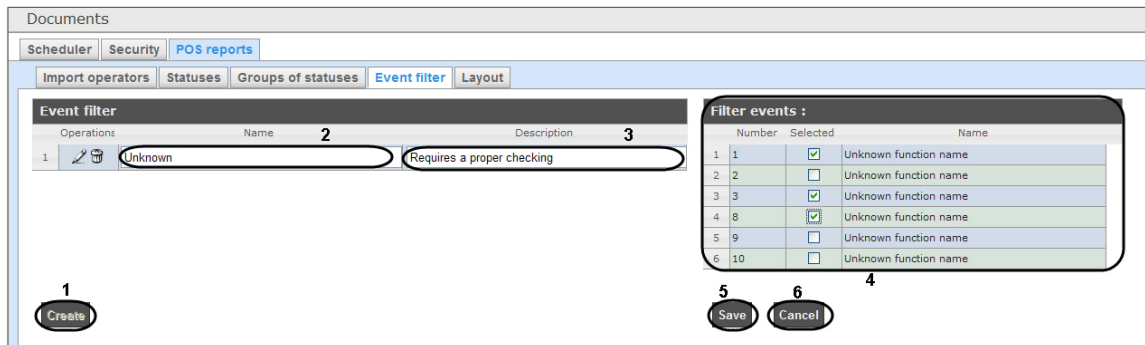 Documents
Scheduler Security POS reports
Import operators Statuses Groups of statuses Event filter Layout
Event filter
Operations Name 2 Description 3
1 Unknown Requires a proper checking
1
Create
Filter events :
Number Selected Name
1 1 Unknown function name
2 2 Unknown function name
3 3 Unknown function name
4 8 Unknown function name
5 9 Unknown function name
6 10 Unknown function name
4
5 6
Save Cancel